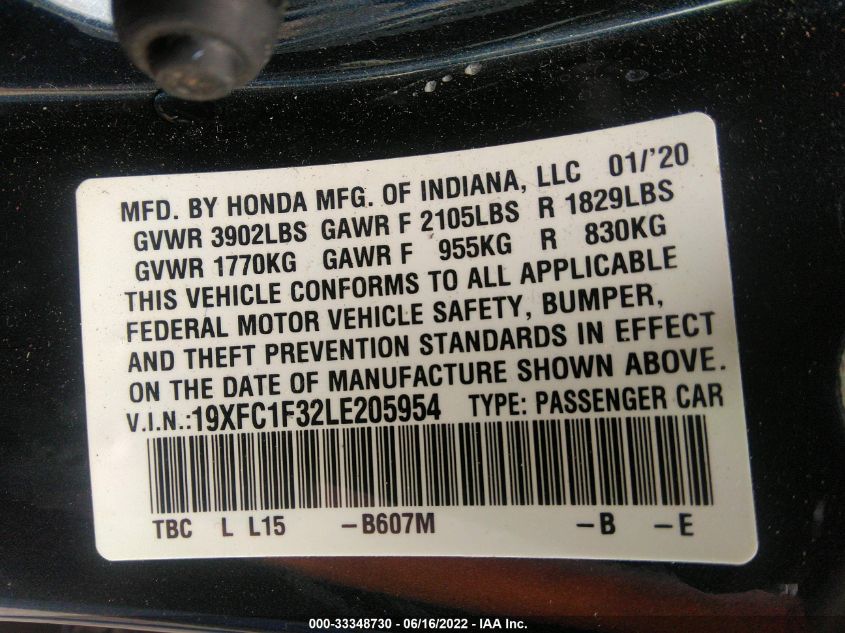 MFD. BY HONDA MFG. OF INDIANA, LLC 01/'20
GVWR 3902LBS GAWR F 2105LBS R 1829LBS
GVWR 1770KG GAWR F 955KG R 830KG
THIS VEHICLE CONFORMS TO ALL APPLICABLE
FEDERAL MOTOR VEHICLE SAFETY, BUMPER,
AND THEFT PREVENTION STANDARDS IN EFFECT
ON THE DATE OF MANUFACTURE SHOWN ABOVE.
V.I.N.:19XFC1F32LE205954 TYPE: PASSENGER CAR
TBC L L15 -B607M -B -E
000-33348730 - 06/16/2022 - IAA Inc.